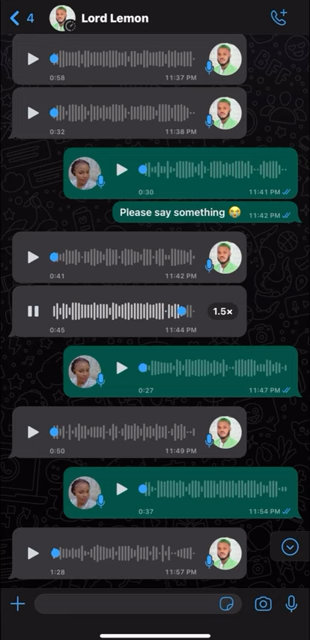 4 Lord Lemon
0:58 11:37 PM
0:32 11:38 PM
0:30 11:41 PM
Please say something 😭 11:42 PM
0:41 11:42 PM
1.5×
0:45 11:44 PM
0:27 11:47 PM
0:50 11:49 PM
0:37 11:54 PM
1:28 11:57 PM